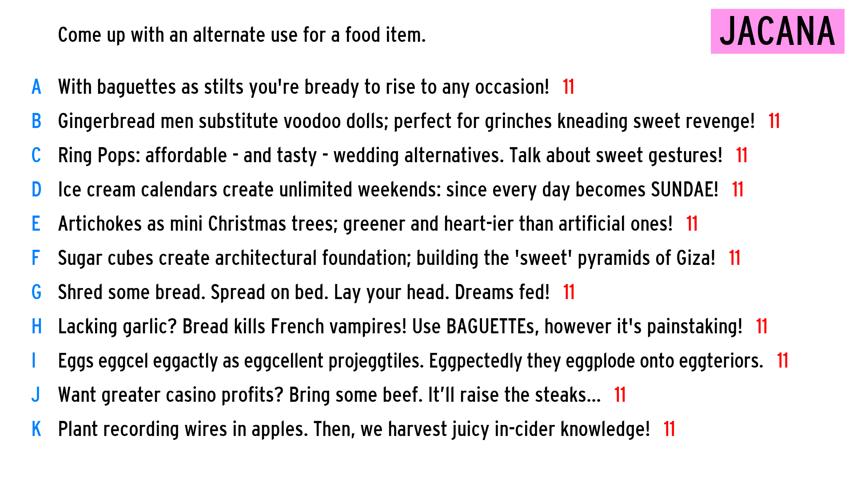 Come up with an alternate use for a food item.
JACANA
A With baguettes as stilts you're bready to rise to any occasion! 11
B Gingerbread men substitute voodoo dolls; perfect for grinches kneading sweet revenge! 11
C Ring Pops: affordable - and tasty - wedding alternatives. Talk about sweet gestures! 11
D Ice cream calendars create unlimited weekends: since every day becomes SUNDAE! 11
E Artichokes as mini Christmas trees; greener and heart-ier than artificial ones! 11
F Sugar cubes create architectural foundation; building the 'sweet' pyramids of Giza! 11
G Shred some bread. Spread on bed. Lay your head. Dreams fed! 11
H Lacking garlic? Bread kills French vampires! Use BAGUETTEs, however it's painstaking! 11
I Eggs eggcel eggactly as eggcellent projeggtiles. Eggpectedly they eggplode onto eggteriors. 11
J Want greater casino profits? Bring some beef. It’ll raise the steaks... 11
K Plant recording wires in apples. Then, we harvest juicy in-cider knowledge! 11